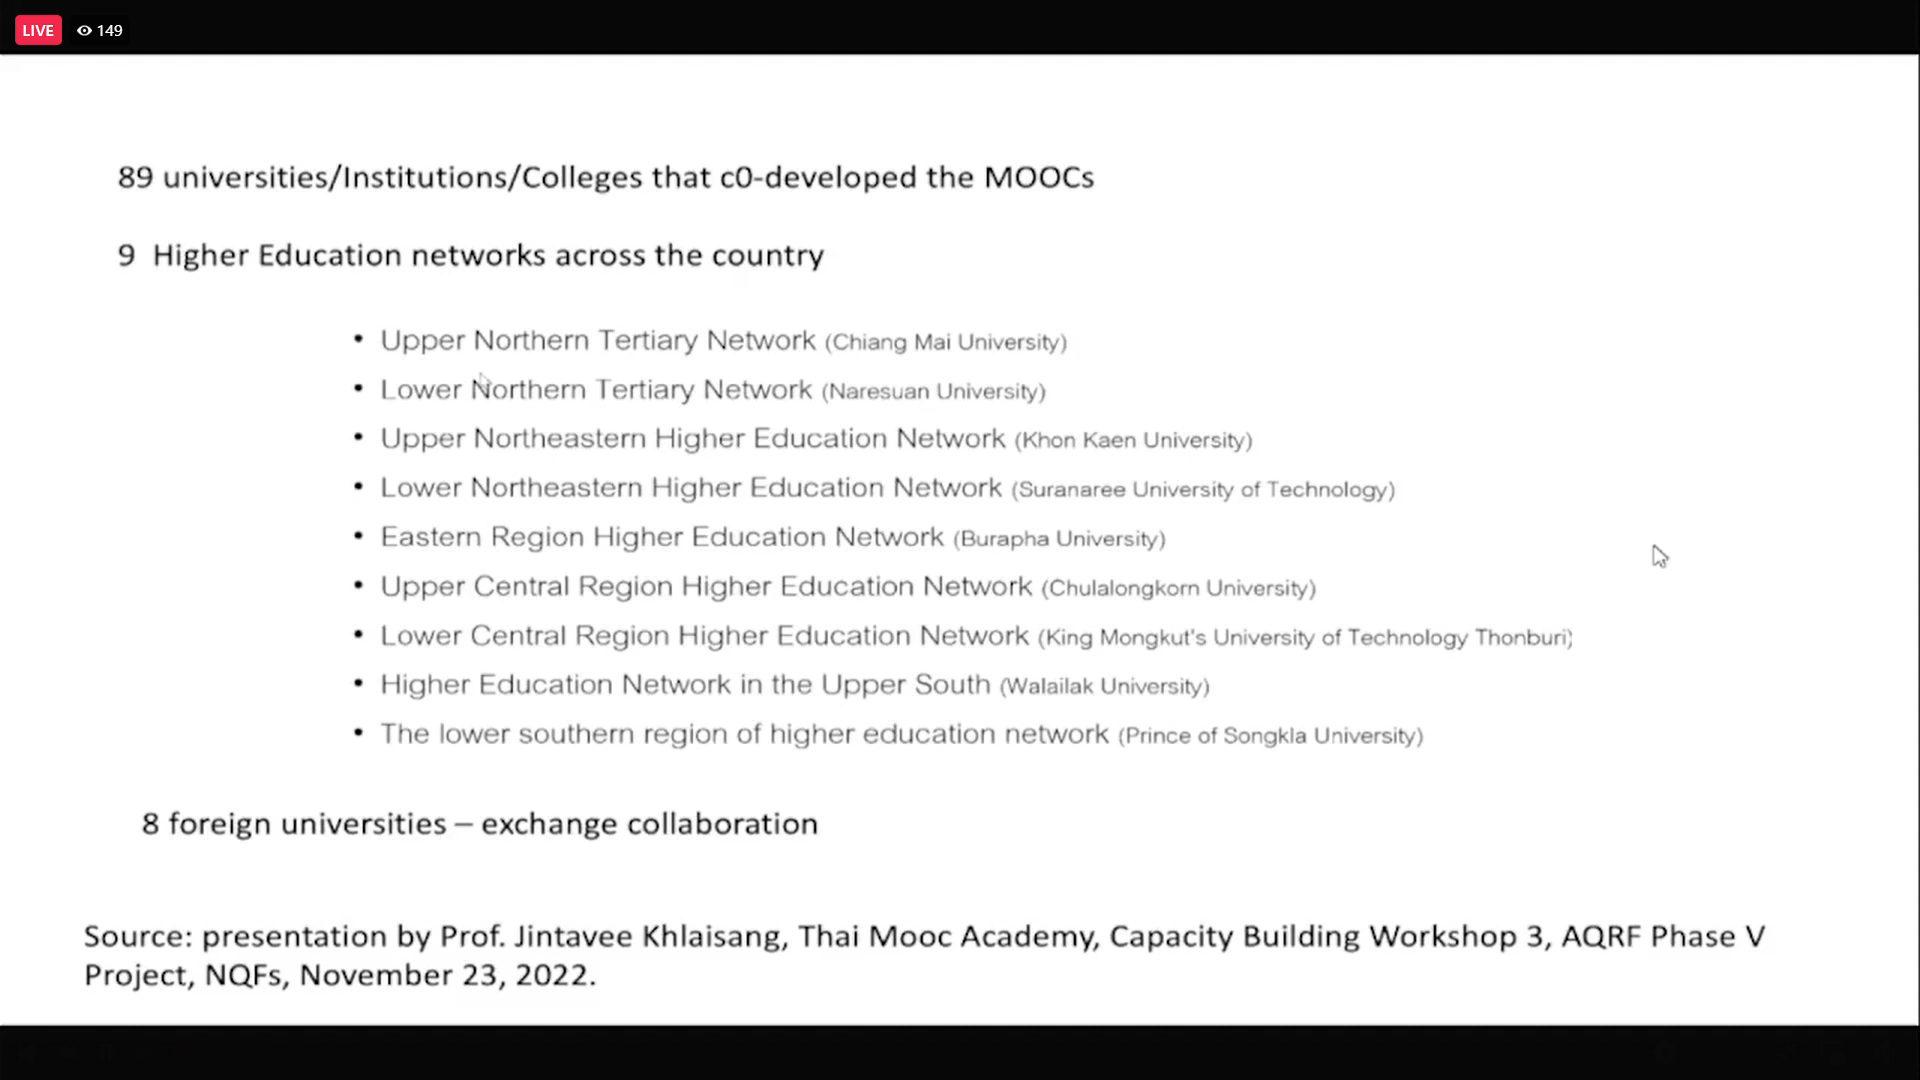 LIVE 149
89 universities/Institutions/Colleges that c0-developed the MOOCs
9 Higher Education networks across the country
• Upper Northern Tertiary Network (Chiang Mai University)
• Lower Northern Tertiary Network (Naresuan University)
• Upper Northeastern Higher Education Network (Khon Kaen University)
• Lower Northeastern Higher Education Network (Suranaree University of Technology)
• Eastern Region Higher Education Network (Burapha University)
• Upper Central Region Higher Education Network (Chulalongkorn University)
• Lower Central Region Higher Education Network (King Mongkut's University of Technology Thonburi)
• Higher Education Network in the Upper South (Walailak University)
• The lower southern region of higher education network (Prince of Songkla University)
8 foreign universities – exchange collaboration
Source: presentation by Prof. Jintavee Khlaisang, Thai Mooc Academy, Capacity Building Workshop 3, AQRF Phase V
Project, NQFs, November 23, 2022.